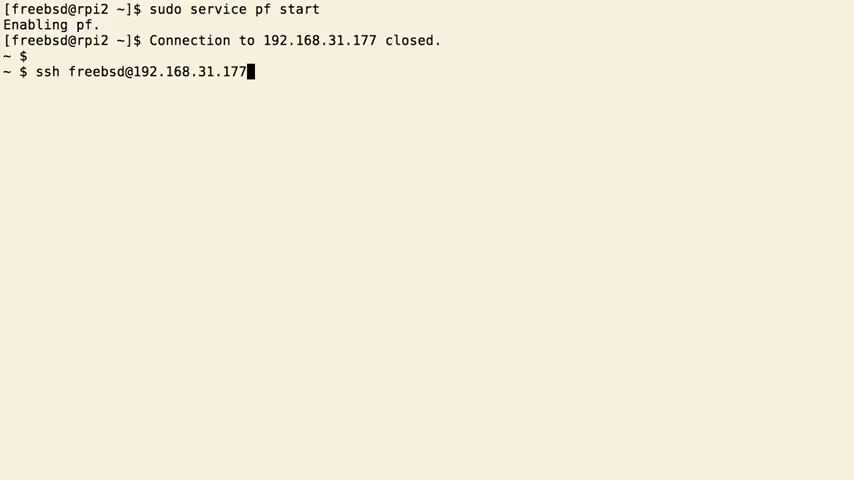 [freebsd@rpi2 ~]$ sudo service pf start
Enabling pf.
[freebsd@rpi2 ~]$ Connection to 192.168.31.177 closed.
~ $
~ $ ssh freebsd@192.168.31.177